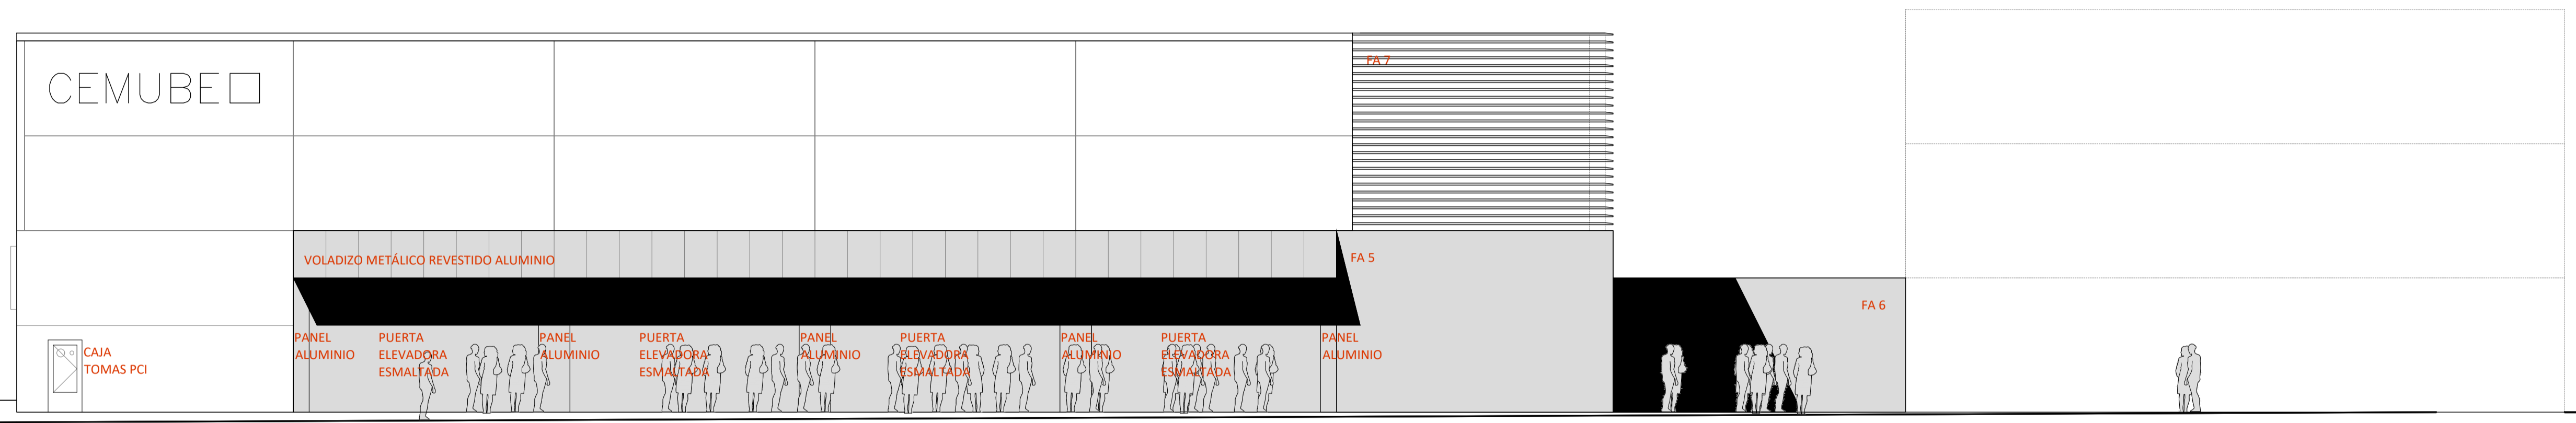 CEMUBE
FA 7
VOLADIZO METÁLICO REVESTIDO ALUMINIO
FA 5
FA 6
CAJA
TOMAS PCI
PANEL
ALUMINIO
PUERTA
ELEVADORA
ESMALTADA
PANEL
ALUMINIO
PUERTA
ELEVADORA
ESMALTADA
PANEL
ALUMINIO
PUERTA
ELEVADORA
ESMALTADA
PANEL
ALUMINIO
PUERTA
ELEVADORA
ESMALTADA
PANEL
ALUMINIO